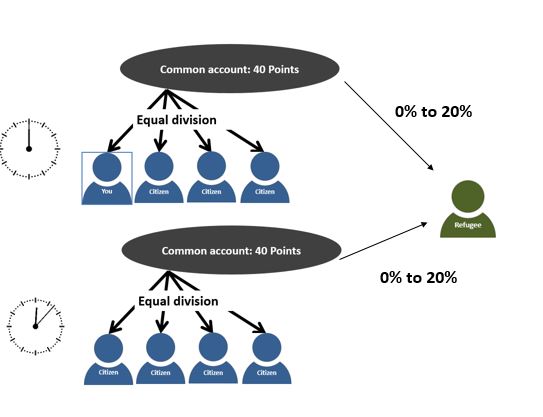 Common account: 40 Points
0% to 20%
Equal division
You
Citizen
Citizen
Citizen
Refugee
Common account: 40 Points
0% to 20%
Equal division
Citizen
Citizen
Citizen
Citizen